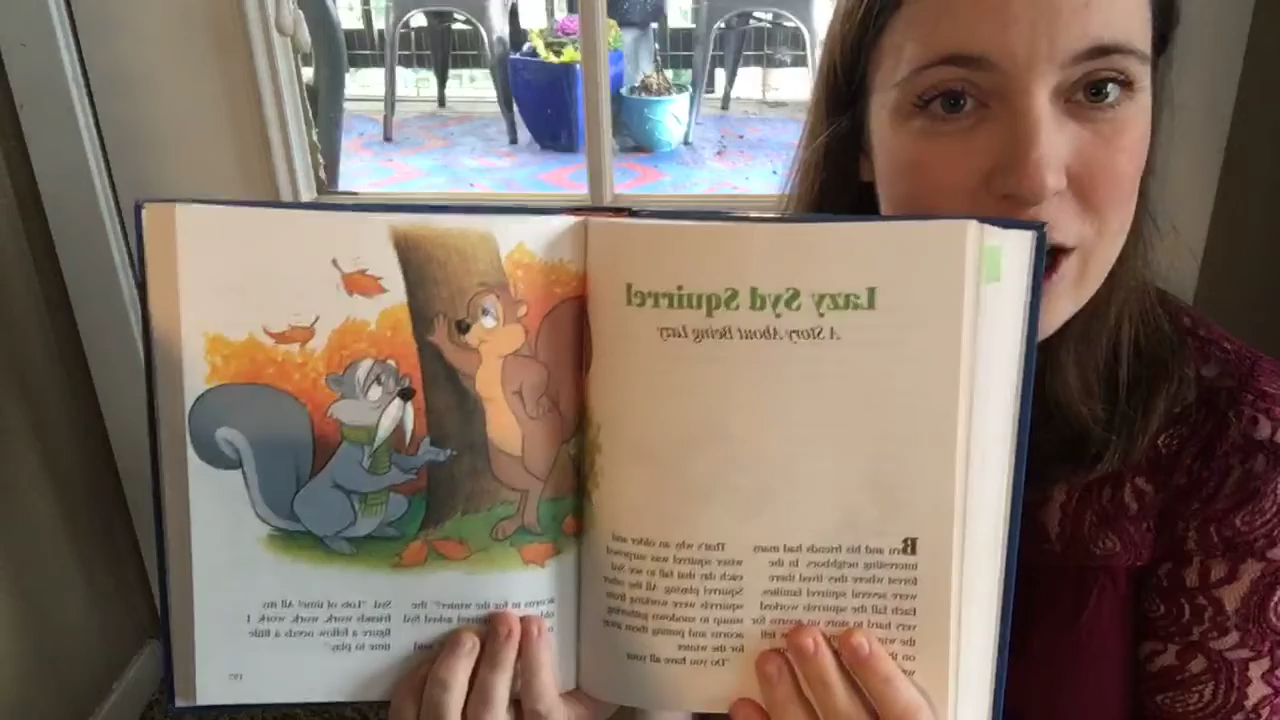 Lazy Syd Squirrel
A Story About Being Lazy
Bru and his friends had many
interesting neighbors. In the
forest where they lived there
were several squirrel families.
Each fall the squirrels worked
very hard to store up acorns for
the
fell
on
That's why an older and
wiser squirrel was surprised
each day that fall to see Syd
Squirrel playing. All the other
squirrels were working from
sunup to sundown gathering
acorns and putting them away
for the winter.
"Do you have all your
acorns in for the winter?" the
squirrel asked Syd
Syd. "Lots of time! All my
friends work, work, work. I
figure a fellow needs a little
time to play."